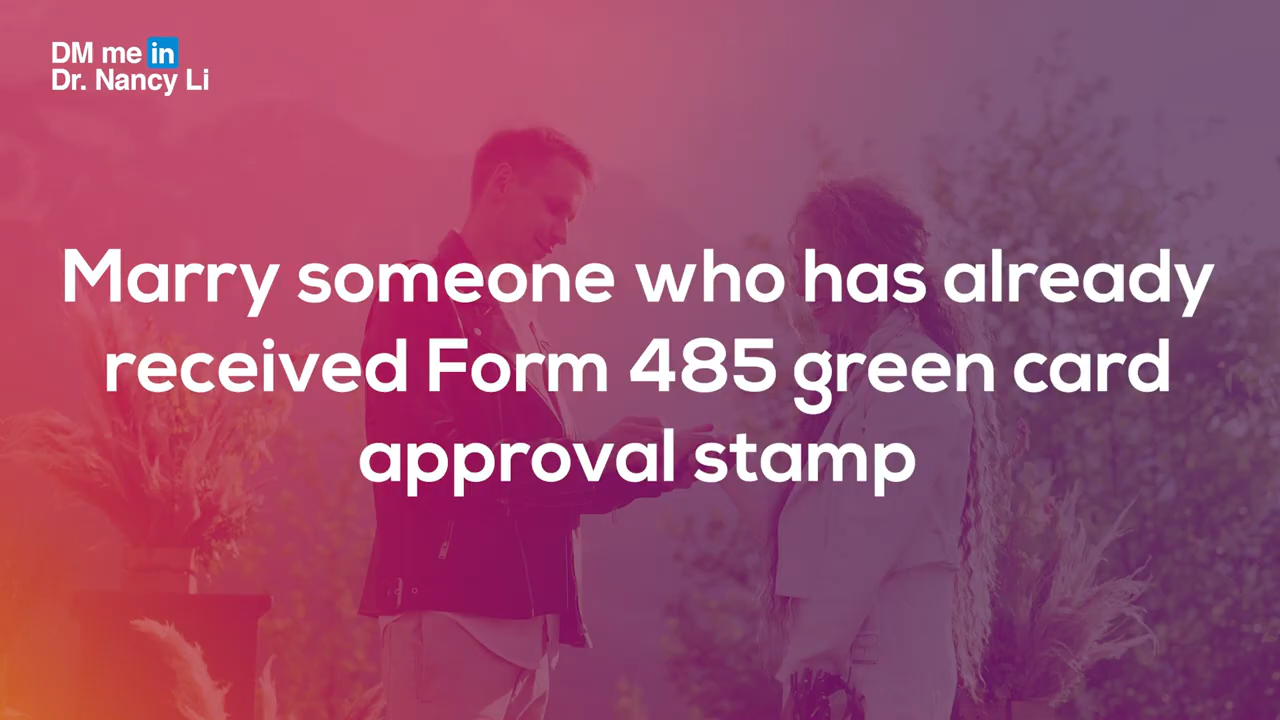 DM me in
Dr. Nancy Li
Marry someone who has already
received Form 485 green card
approval stamp